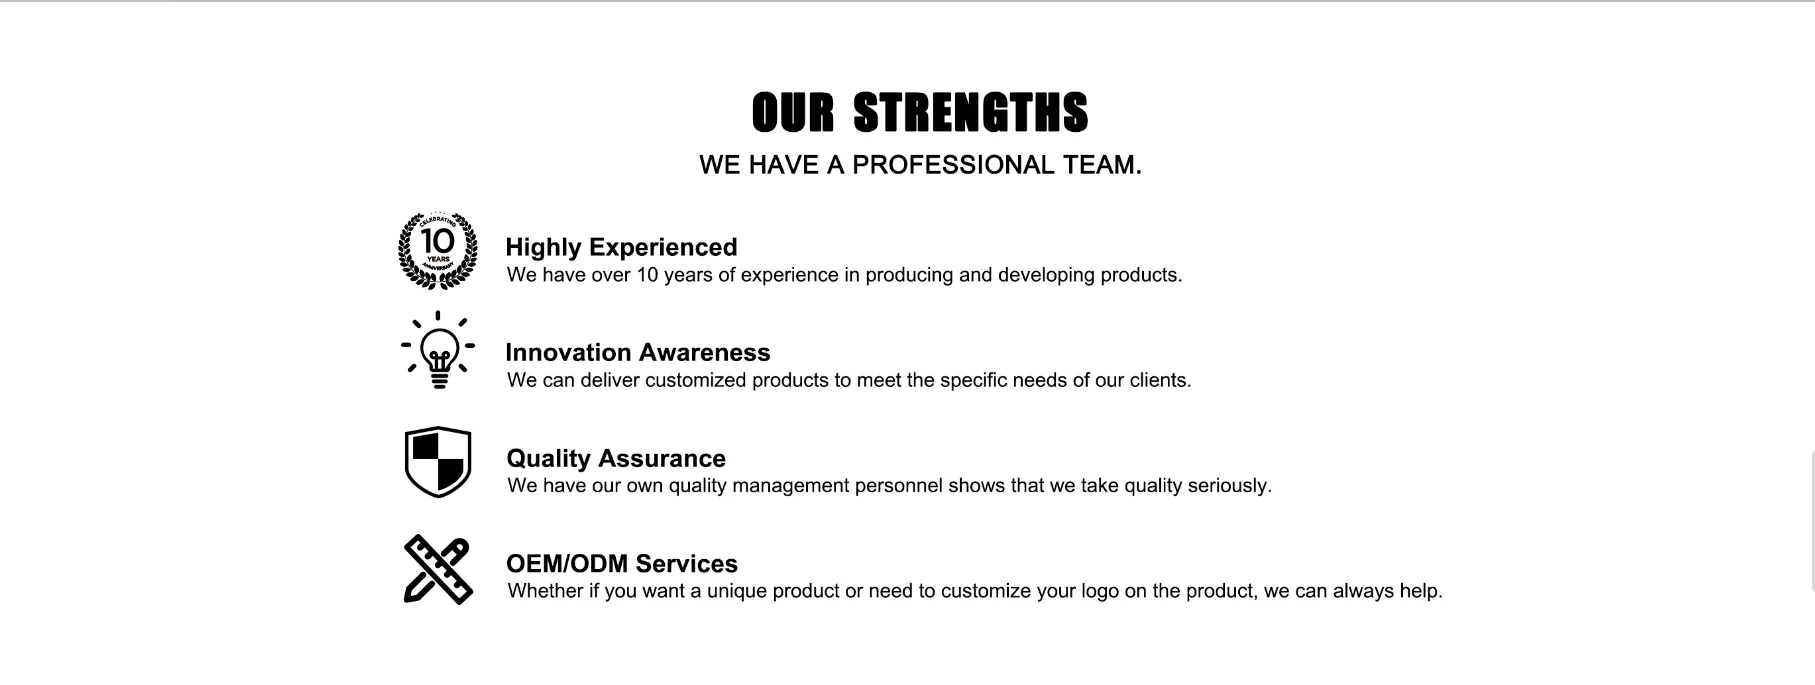 OUR STRENGTHS
WE HAVE A PROFESSIONAL TEAM.
CELEBRATING
10
YEARS
ANNIVERSARY
Highly Experienced
We have over 10 years of experience in producing and developing products.
Innovation Awareness
We can deliver customized products to meet the specific needs of our clients.
Quality Assurance
We have our own quality management personnel shows that we take quality seriously.
OEM/ODM Services
Whether if you want a unique product or need to customize your logo on the product, we can always help.